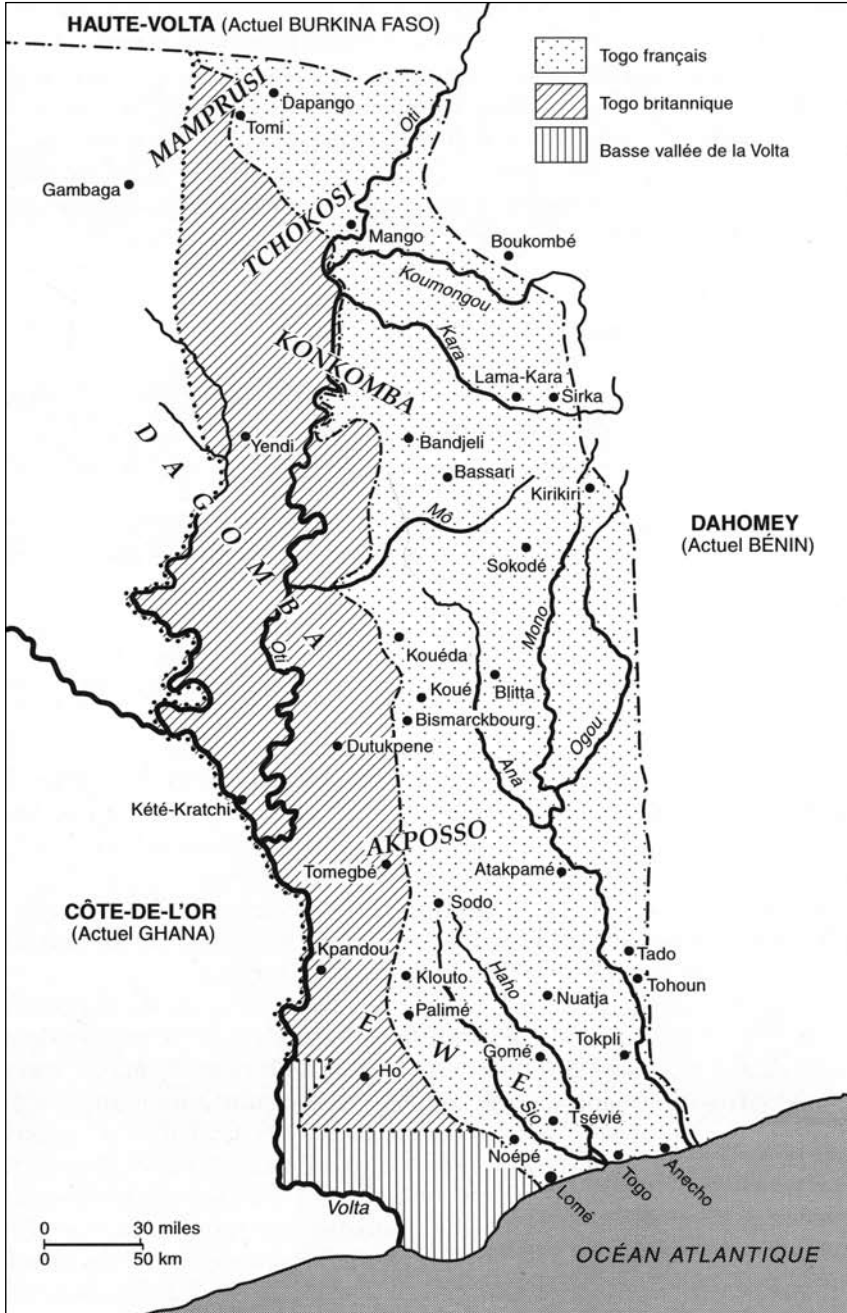 HAUTE-VOLTA (Actuel BURKINA FASO)
Togo français
Togo britannique
Basse vallée de la Volta
MAMPRUSI
Dapango
Tomi
Oti
Gambaga
TCHOKOSI
Mango
Boukombé
Koumongou
Kara
KONKOMBA
Lama-Kara
Sirka
DAGOMBA
Yendi
Bandjeli
Bassari
Kirikiri
Mô
DAHOMEY
(Actuel BÉNIN)
Sokodé
Mono
Oti
Kouéda
Koué
Blitta
Bismarckbourg
Ogou
Dutukpene
Aná
Kété-Kratchi
AKPOSSO
Tomegbé
Atakpamé
CÔTE-DE-L'OR
(Actuel GHANA)
Sodo
Kpandou
Klouto
Haho
Tado
Tohoun
Nuatja
Palimé
EWE
Gomé
Tokpli
Ho
Sio
Tsévié
Noépé
Lomé
Togo
Anecho
Volta
0 30 miles
0 50 km
OCÉAN ATLANTIQUE